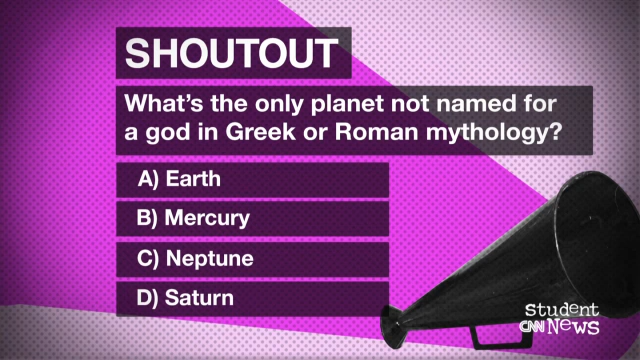 SHOUTOUT
What's the only planet not named for
a god in Greek or Roman mythology?
A) Earth
B) Mercury
C) Neptune
D) Saturn
student
CNN News